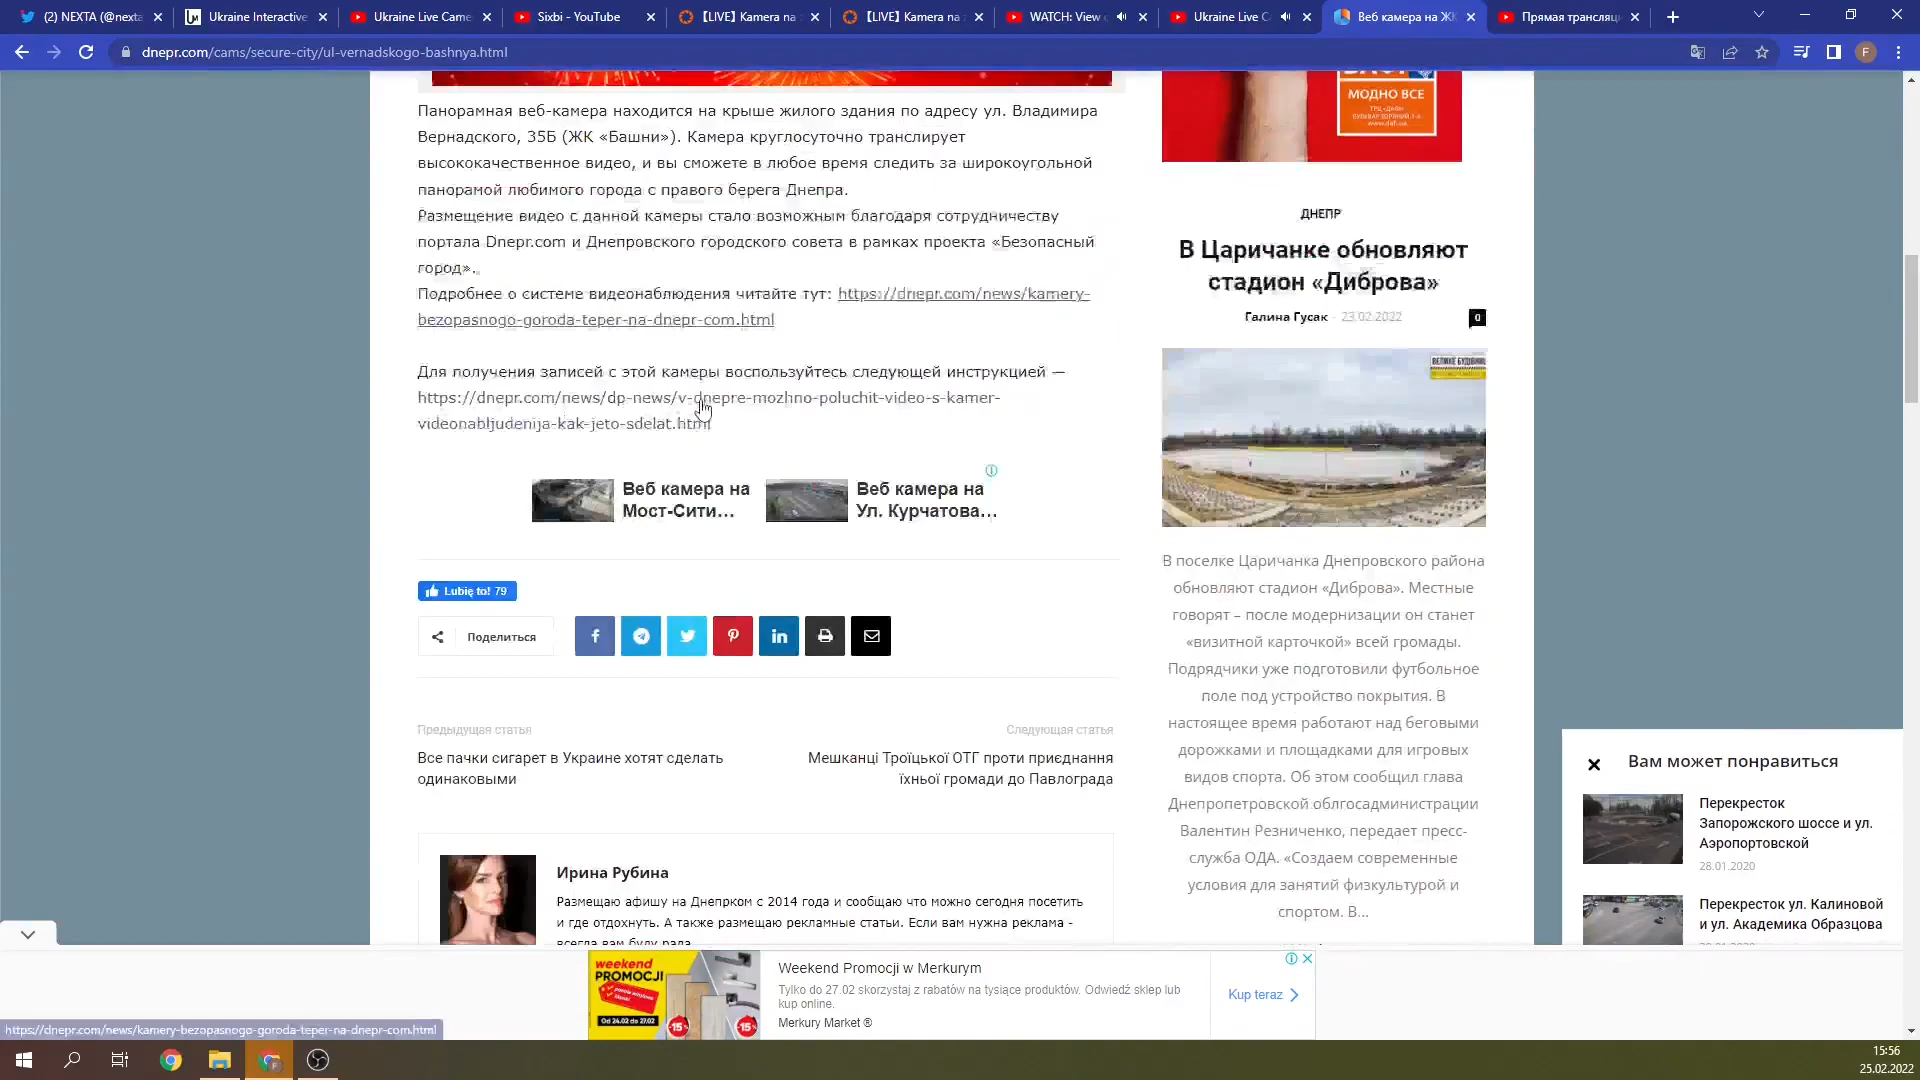 (2) NEXTA (@nexta
Ukraine Interactive
Ukraine Live Came
Sixbi - YouTube
【LIVE】Kamera na
【LIVE】Kamera na
WATCH: View
Ukraine Live C
Веб камера на ЖК
Прямая трансляц
dnepr.com/cams/secure-city/ul-vernadskogo-bashnya.html
F
Панорамная веб-камера находится на крыше жилого здания по адресу ул. Владимира
Вернадского, 35Б (ЖК «Башни»). Камера круглосуточно транслирует
высококачественное видео, и вы сможете в любое время следить за широкоугольной
панорамой любимого города с правого берега Днепра.
Размещение видео с данной камеры стало возможным благодаря сотрудничеству
портала Dnepr.com и Днепровского городского совета в рамках проекта «Безопасный
город».
Подробнее о системе видеонаблюдения читайте тут: https://dnepr.com/news/kamery-
bezopasnogo-goroda-teper-na-dnepr-com.html
Для получения записей с этой камеры воспользуйтесь следующей инструкцией —
https://dnepr.com/news/dp-news/v-dnepre-mozhno-poluchit-video-s-kamer-
videonabljudenija-kak-jeto-sdelat.html
Веб камера на
Мост-Сити...
Веб камера на
Ул. Курчатова...
Lubię to! 79
Поделиться
Предыдущая статья
Следующая статья
Все пачки сигарет в Украине хотят сделать
одинаковыми
Мешканці Троїцької ОТГ проти приєднання
їхньої громади до Павлограда
Ирина Рубина
Размещаю афишу на Днепрком с 2014 года и сообщаю что можно сегодня посетить
и где отдохнуть. А также размещаю рекламные статьи. Если вам нужна реклама -
всегда вам буду рада
МОДНО ВСЕ
ДНЕПР
В Царичанке обновляют
стадион «Диброва»
Галина Гусак - 23.02.2022
0
ВЕЛИКЕ БУДІВНИЦ
В поселке Царичанка Днепровского района
обновляют стадион «Диброва». Местные
говорят – после модернизации он станет
«визитной карточкой» всей громады.
Подрядчики уже подготовили футбольное
поле под устройство покрытия. В
настоящее время работают над беговыми
дорожками и площадками для игровых
видов спорта. Об этом сообщил глава
Днепропетровской облгосадминистрации
Валентин Резниченко, передает пресс-
служба ОДА. «Создаем современные
условия для занятий физкультурой и
спортом. В...
Вам может понравиться
Перекресток
Запорожского шоссе и ул.
Аэропортовской
28.01.2020
Перекресток ул. Калиновой
и ул. Академика Образцова
weekend
PROMOCJI
Od 24.02 do 27.02
-15%
-15%
Weekend Promocji w Merkurym
Tylko do 27.02 skorzystaj z rabatów na tysiące produktów. Odwiedź sklep lub
kup online.
Merkury Market ®
Kup teraz
https://dnepr.com/news/kamery-bezopasnogo-goroda-teper-na-dnepr-com.html
15:56
25.02.2022